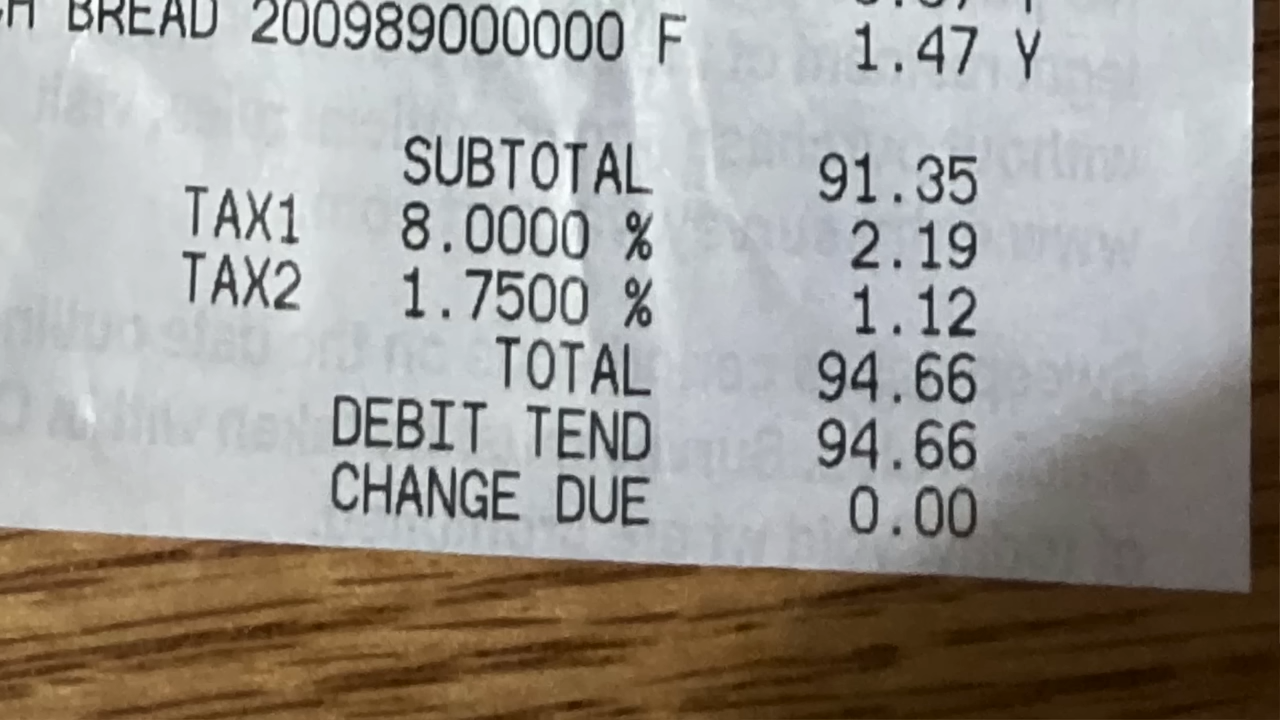 BREAD 200989000000 F 1.47 Y
SUBTOTAL 91.35
TAX1 8.0000 % 2.19
TAX2 1.7500 % 1.12
TOTAL 94.66
DEBIT TEND 94.66
CHANGE DUE 0.00